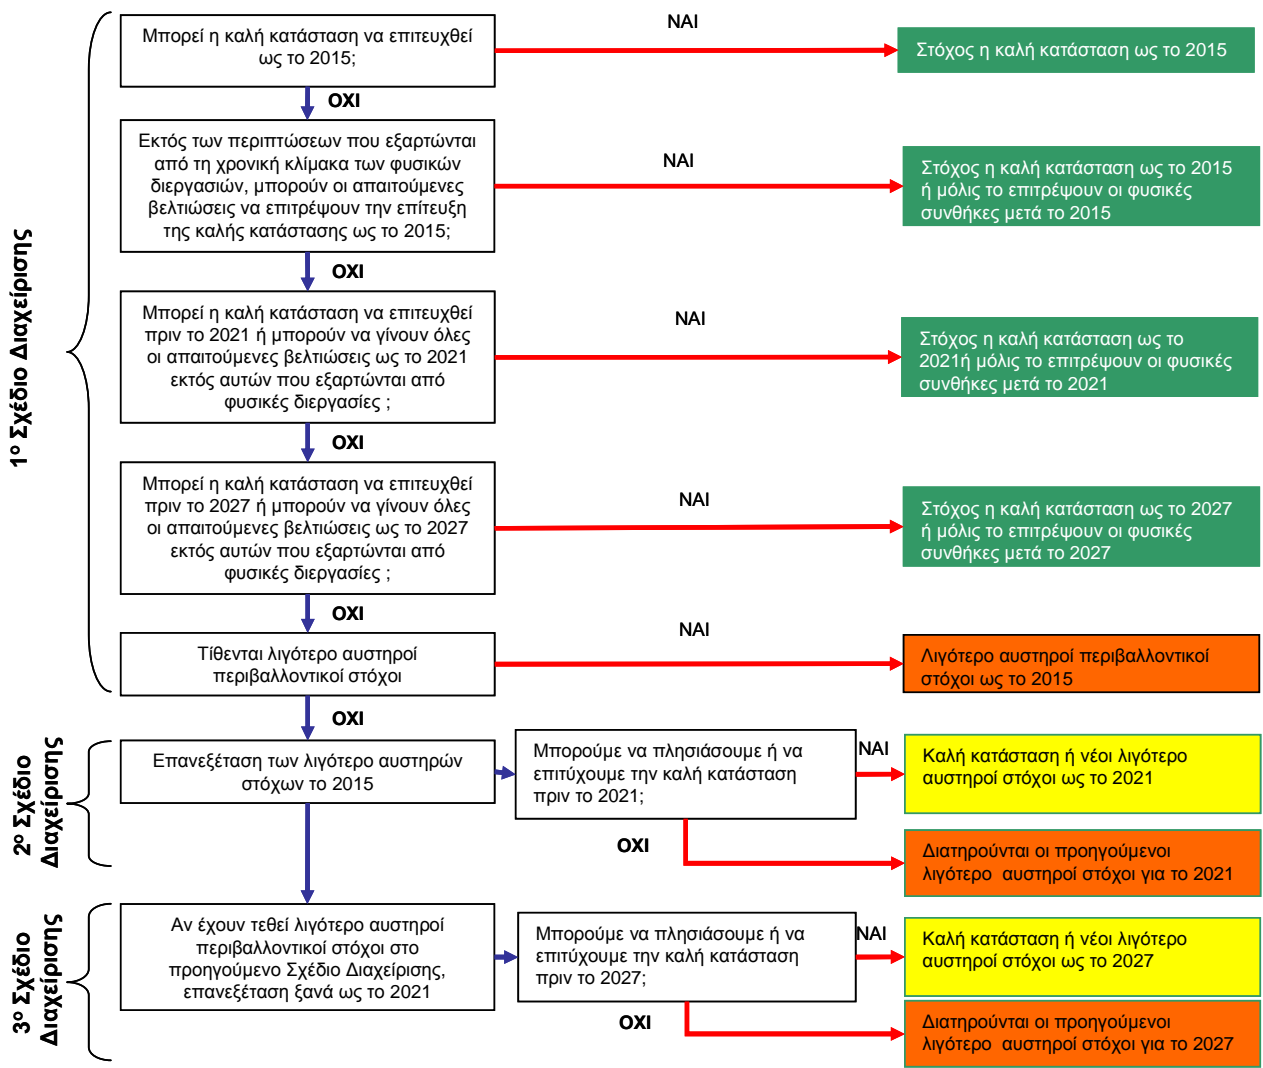 1º Σχέδιο Διαχείρισης
Μπορεί η καλή κατάσταση να επιτευχθεί
ως το 2015;
ΝΑΙ
Στόχος η καλή κατάσταση ως το 2015
ΟΧΙ
Εκτός των περιπτώσεων που εξαρτώνται
από τη χρονική κλίμακα των φυσικών
διεργασιών, μπορούν οι απαιτούμενες
βελτιώσεις να επιτρέψουν την επίτευξη
της καλής κατάστασης ως το 2015;
ΝΑΙ
Στόχος η καλή κατάσταση ως το 2015
ή μόλις το επιτρέψουν οι φυσικές
συνθήκες μετά το 2015
ΟΧΙ
Μπορεί η καλή κατάσταση να επιτευχθεί
πριν το 2021 ή μπορούν να γίνουν όλες
οι απαιτούμενες βελτιώσεις ως το 2021
εκτός αυτών που εξαρτώνται από
φυσικές διεργασίες ;
ΝΑΙ
Στόχος η καλή κατάσταση ως το
2021ή μόλις το επιτρέψουν οι φυσικές
συνθήκες μετά το 2021
ΟΧΙ
Μπορεί η καλή κατάσταση να επιτευχθεί
πριν το 2027 ή μπορούν να γίνουν όλες
οι απαιτούμενες βελτιώσεις ως το 2027
εκτός αυτών που εξαρτώνται από
φυσικές διεργασίες ;
ΝΑΙ
Στόχος η καλή κατάσταση ως το 2027
ή μόλις το επιτρέψουν οι φυσικές
συνθήκες μετά το 2027
ΟΧΙ
Τίθενται λιγότερο αυστηροί
περιβαλλοντικοί στόχοι
ΝΑΙ
Λιγότερο αυστηροί περιβαλλοντικοί
στόχοι ως το 2015
ΟΧΙ
2º Σχέδιο
Διαχείρισης
Επανεξέταση των λιγότερο αυστηρών
στόχων το 2015
Μπορούμε να πλησιάσουμε ή να
επιτύχουμε την καλή κατάσταση
πριν το 2021;
ΝΑΙ
Καλή κατάσταση ή νέοι λιγότερο
αυστηροί στόχοι ως το 2021
ΟΧΙ
Διατηρούνται οι προηγούμενοι
λιγότερο αυστηροί στόχοι για το 2021
3º Σχέδιο
Διαχείρισης
Αν έχουν τεθεί λιγότερο αυστηροί
περιβαλλοντικοί στόχοι στο
προηγούμενο Σχέδιο Διαχείρισης,
επανεξέταση ξανά ως το 2021
Μπορούμε να πλησιάσουμε ή να
επιτύχουμε την καλή κατάσταση
πριν το 2027;
ΝΑΙ
Καλή κατάσταση ή νέοι λιγότερο
αυστηροί στόχοι ως το 2027
ΟΧΙ
Διατηρούνται οι προηγούμενοι
λιγότερο αυστηροί στόχοι για το 2027